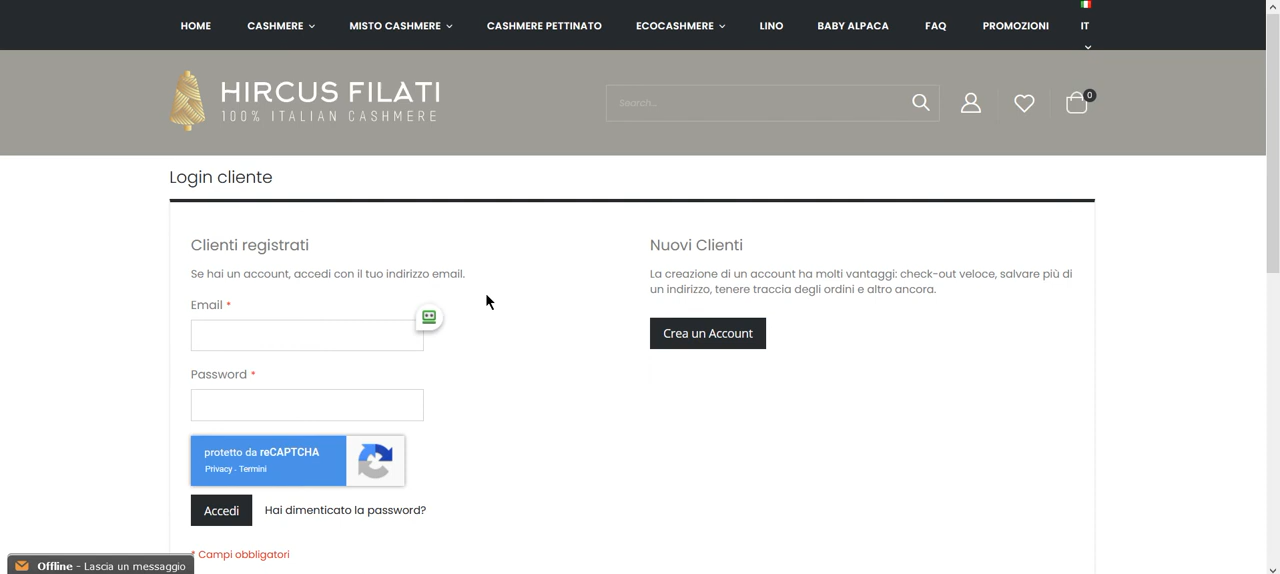 HOME CASHMERE MISTO CASHMERE CASHMERE PETTINATO ECOCASHMERE LINO BABY ALPACA FAQ PROMOZIONI IT
HIRCUS FILATI
100% ITALIAN CASHMERE
Search...
0
Login cliente
Clienti registrati
Se hai un account, accedi con il tuo indirizzo email.
Email *
Password *
protetto da reCAPTCHA
Privacy - Termini
Accedi Hai dimenticato la password?
* Campi obbligatori
Nuovi Clienti
La creazione di un account ha molti vantaggi: check-out veloce, salvare più di
un indirizzo, tenere traccia degli ordini e altro ancora.
Crea un Account
Offline - Lascia un messaggio